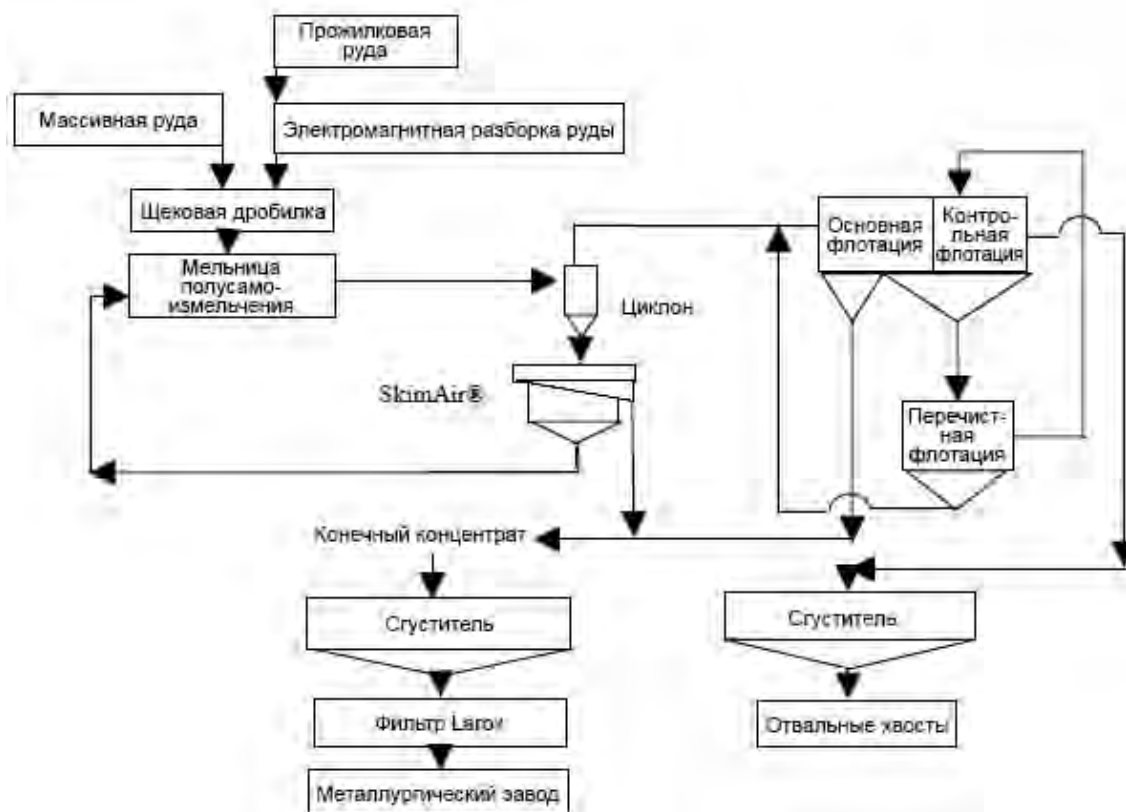 Прожилковая
руда
Массивная руда
Электромагнитная разборка руды
Щековая дробилка
Мельница
полусамо-
измельчения
Циклон
SkimAir®
Основная
флотация
Контро-
льная
флотация
Перечист-
ная
флотация
Конечный концентрат
Сгуститель
Сгуститель
Фильтр Larox
Отвальные хвосты
Металлургический завод